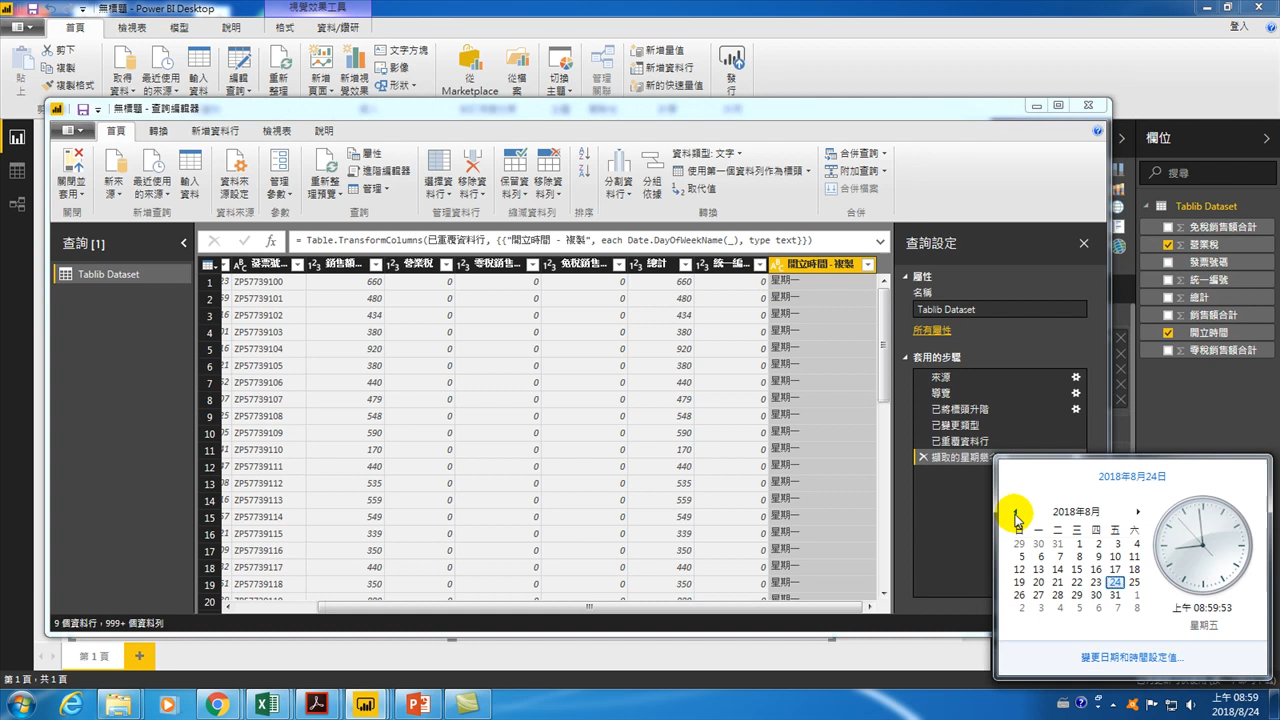 無標題 - Power BI Desktop
視覺效果工具
首頁 檢視表 模型 說明 格式 資料/鑽研
登入
剪下
複製
複製格式
貼上
取得資料
最近使用的來源
輸入資料
編輯查詢
重新整理
新增頁面
新增視覺效果
文字方塊
影像
形狀
從 Marketplace
從檔案
切換主題
管理關聯
新增量值
新增資料行
新的快速量值
發行
無標題 - 查詢編輯器
首頁 轉換 新增資料行 檢視表 說明
關閉並套用
新來源
最近使用的來源
輸入資料
資料來源設定
管理參數
重新整理預覽
屬性
進階編輯器
管理
選擇資料行
移除資料行
保留資料列
移除資料列
分割資料行
分組依據
資料類型: 文字
使用第一個資料列作為標頭
取代值
合併查詢
附加查詢
合併檔案
關閉 新增查詢 資料來源 參數 查詢 管理資料行 縮減資料列 排序 轉換 合併
查詢 [1]
Tablib Dataset
= Table.TransformColumns(已重覆資料行, {{"開立時間 - 複製", each Date.DayOfWeekName(_), type text}})
發票號... 銷售額... 營業稅 零稅銷售... 免稅銷售... 總計 統一編... 開立時間 - 複製
1 ZP57739100 660 0 0 0 660 0 星期一
2 ZP57739101 480 0 0 0 480 0 星期一
3 ZP57739102 434 0 0 0 434 0 星期一
4 ZP57739103 380 0 0 0 380 0 星期一
5 ZP57739104 920 0 0 0 920 0 星期一
6 ZP57739105 380 0 0 0 380 0 星期一
7 ZP57739106 440 0 0 0 440 0 星期一
8 ZP57739107 479 0 0 0 479 0 星期一
9 ZP57739108 548 0 0 0 548 0 星期一
10 ZP57739109 590 0 0 0 590 0 星期一
11 ZP57739110 170 0 0 0 170 0 星期一
12 ZP57739111 440 0 0 0 440 0 星期一
13 ZP57739112 535 0 0 0 535 0 星期一
14 ZP57739113 559 0 0 0 559 0 星期一
15 ZP57739114 549 0 0 0 549 0 星期一
16 ZP57739115 339 0 0 0 339 0 星期一
17 ZP57739116 350 0 0 0 350 0 星期一
18 ZP57739117 440 0 0 0 440 0 星期一
19 ZP57739118 350 0 0 0 350 0 星期一
20
9 個資料行，999+ 個資料列
查詢設定
屬性
名稱
Tablib Dataset
所有屬性
套用的步驟
來源
導覽
已將標頭升階
已變更類型
已重覆資料行
擷取的星期
欄位
搜尋
Tablib Dataset
免稅銷售額合計
營業稅
發票號碼
統一編號
總計
銷售額合計
開立時間
零稅銷售額合計
2018年8月24日
2018年8月
日 一 二 三 四 五 六
29 30 31 1 2 3 4
5 6 7 8 9 10 11
12 13 14 15 16 17 18
19 20 21 22 23 24 25
26 27 28 29 30 31 1
2 3 4 5 6 7 8
上午 08:59:53
星期五
變更日期和時間設定值...
第 1 頁
第 1 頁，共 1 頁
上午 08:59
2018/8/24